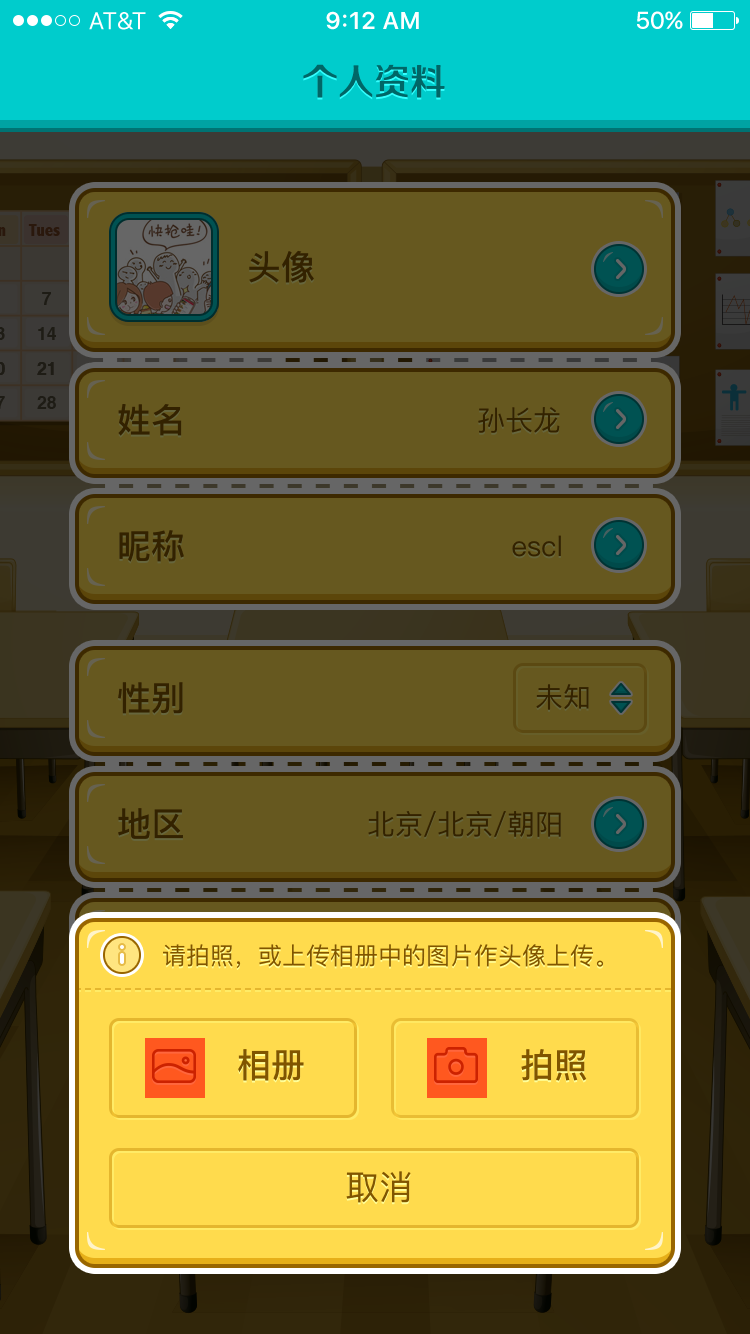 AT&T 9:12 AM 50%
个人资料
Tues
快抢哇!
头像
7
14
21
28
姓名 孙长龙
昵称 escl
性别 未知
地区 北京/北京/朝阳
请拍照，或上传相册中的图片作头像上传。
相册 拍照
取消